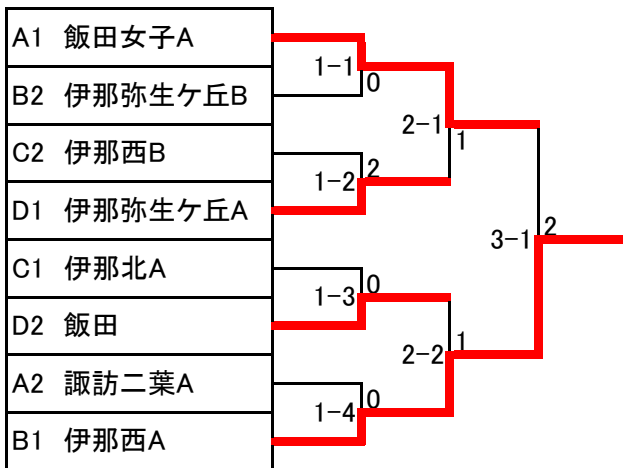 A1 飯田女子A
1-1
0
B2 伊那弥生ケ丘B
2-1
1
C2 伊那西B
1-2
2
D1 伊那弥生ケ丘A
3-1
2
C1 伊那北A
1-3
0
D2 飯田
2-2
1
A2 諏訪二葉A
1-4
0
B1 伊那西A